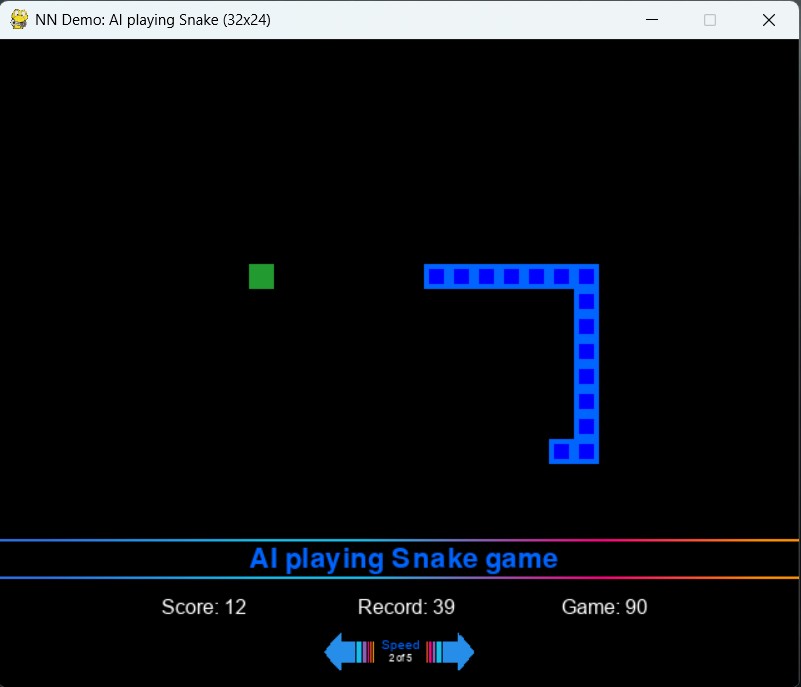 NN Demo: AI playing Snake (32x24)
AI playing Snake game
Score: 12 Record: 39 Game: 90
Speed
2 of 5